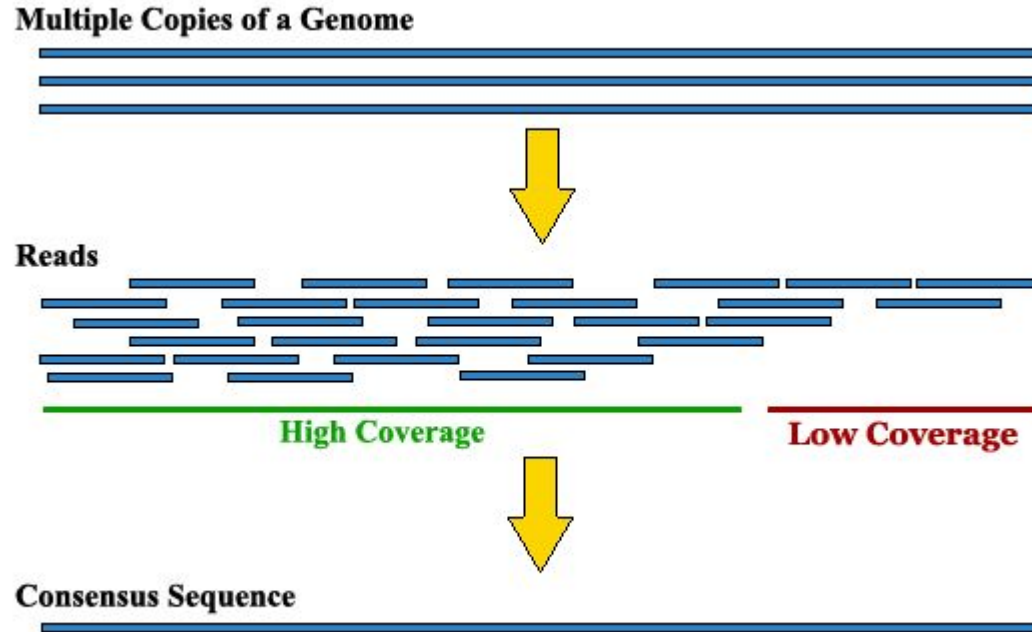 Multiple Copies of a Genome
Reads
High Coverage
Low Coverage
Consensus Sequence